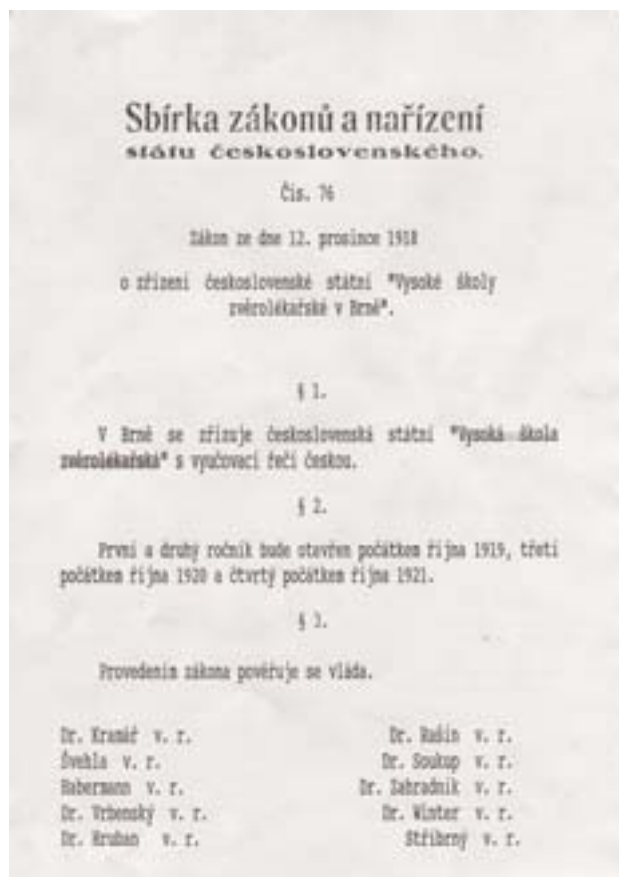 Sbírka zákonů a nařízení
státu československého.
Čís. 76
Zákon ze dne 12. prosince 1918
o zřízení československé státní "Vysoké školy
zvěrolékařské v Brně".
§ 1.
V Brně se zřizuje československá státní "Vysoká škola
zvěrolékařská" s vyučovací řečí českou.
§ 2.
První a druhý ročník bude otevřen počátkem října 1919, třetí
počátkem října 1920 a čtvrtý počátkem října 1921.
§ 3.
Provedením zákona pověřuje se vláda.
Dr. Kramář v. r. Dr. Rašín v. r.
Švehla v. r. Dr. Soukup v. r.
Habermann v. r. Dr. Zahradník v. r.
Dr. Vrbenský v. r. Dr. Winter v. r.
Dr. Hruban v. r. Stříbrný v. r.